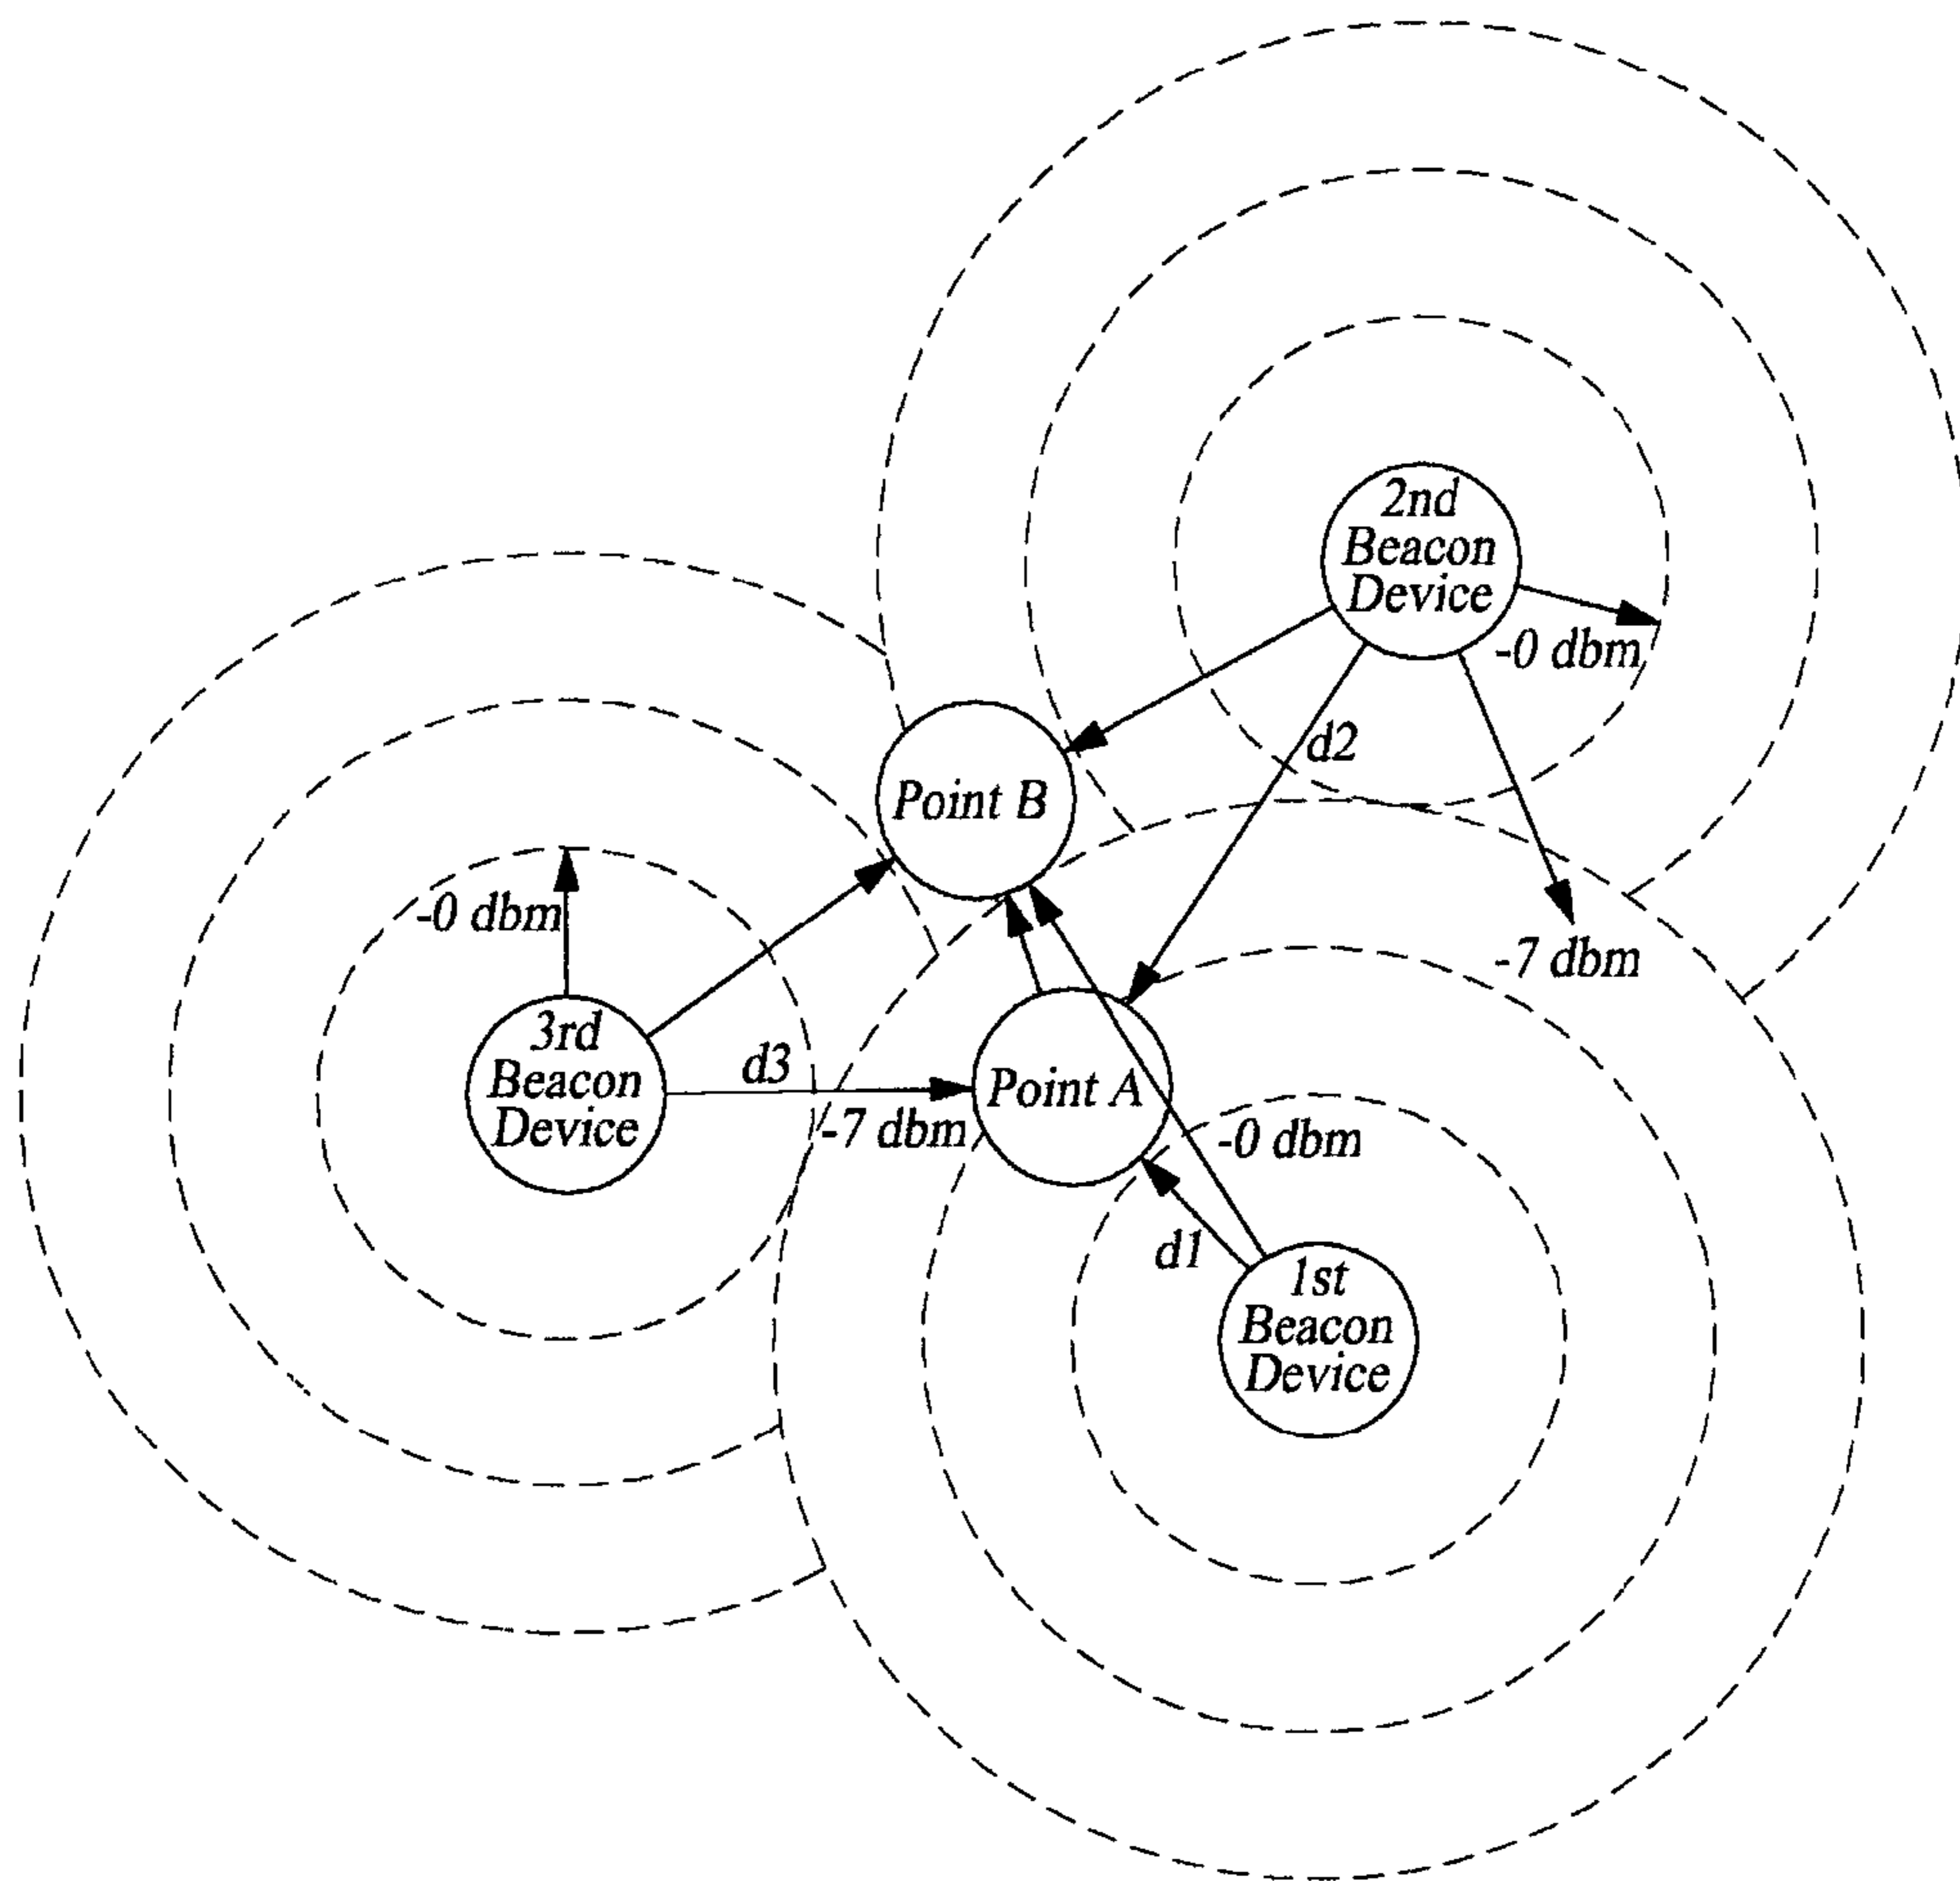 2nd
Beacon
Device
-0 dbm
d2
Point B
-0 dbm
-7 dbm
3rd
Beacon
Device
d3
Point A
-7 dbm
-0 dbm
d1
1st
Beacon
Device